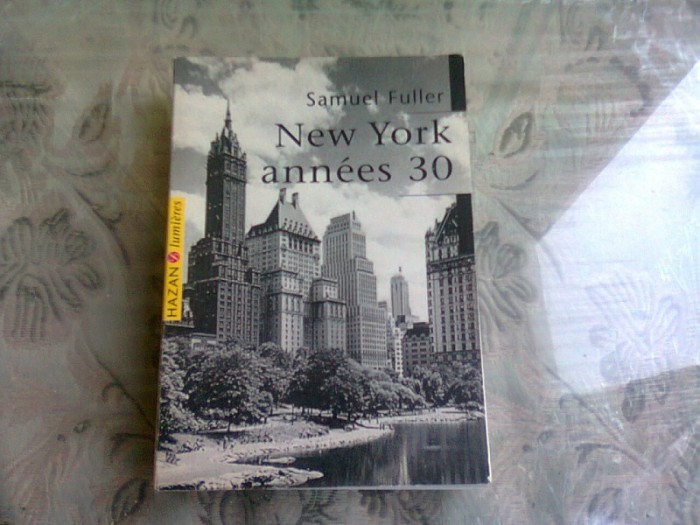 Samuel Fuller
New York
années 30
HAZAN lumières